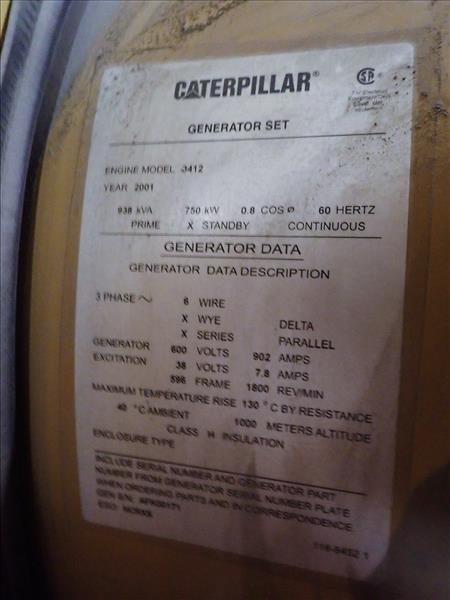 CATERPILLAR®
SR
GENERATOR SET
ENGINE MODEL 3412
YEAR 2001
938 kVA 750 kW 0.8 COS ø 60 HERTZ
PRIME X STANDBY CONTINUOUS
GENERATOR DATA
GENERATOR DATA DESCRIPTION
3 PHASE ~ 6 WIRE
X WYE DELTA
X SERIES PARALLEL
GENERATOR 600 VOLTS 902 AMPS
EXCITATION 38 VOLTS 7.8 AMPS
598 FRAME 1800 REV/MIN
MAXIMUM TEMPERATURE RISE 130 °C BY RESISTANCE
40 °C AMBIENT 1000 METERS ALTITUDE
CLASS H INSULATION
ENCLOSURE TYPE
INCLUDE SERIAL NUMBER AND GENERATOR PART
NUMBER FROM GENERATOR SERIAL NUMBER PLATE
WHEN ORDERING PARTS AND IN CORRESPONDENCE
GEN S/N:
ESO: